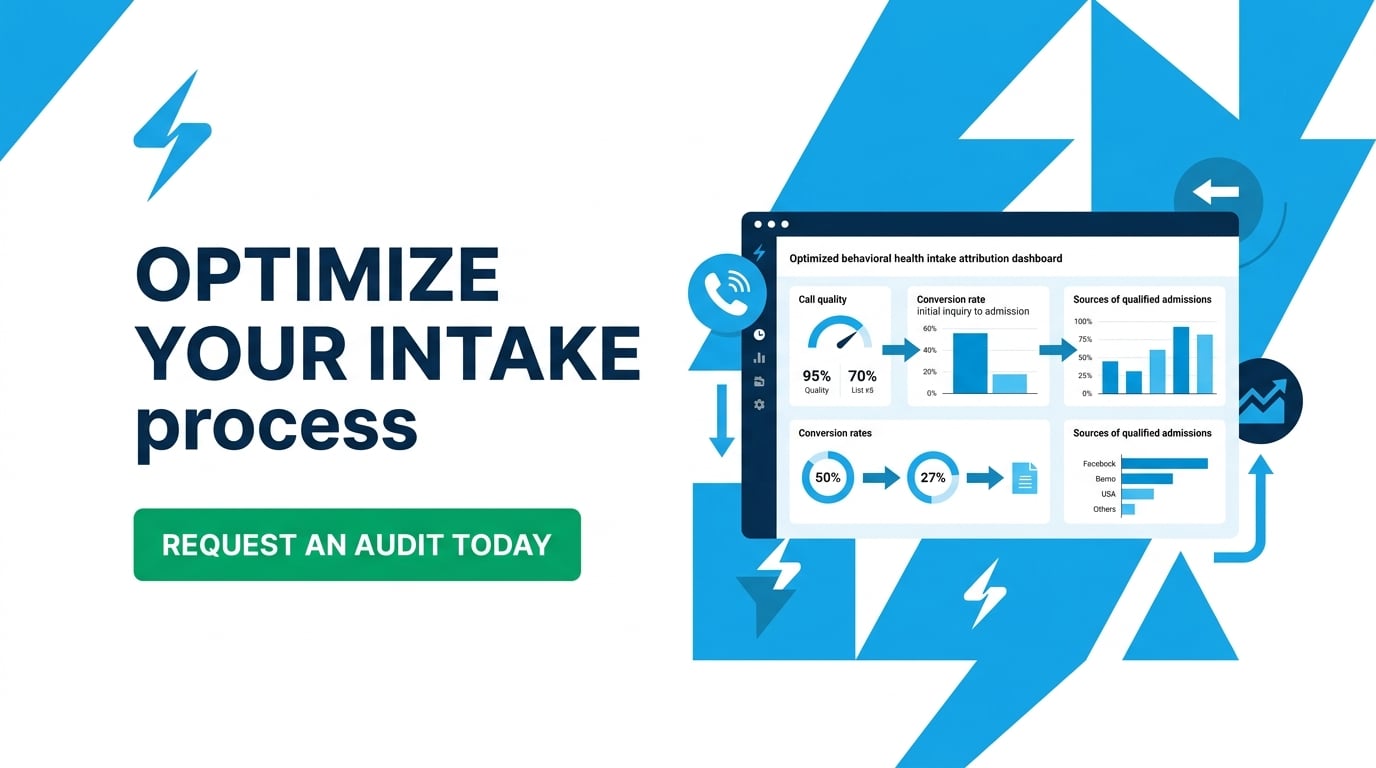 OPTIMIZE
YOUR INTAKE
process
REQUEST AN AUDIT TODAY
Optimized behavioral health intake attribution dashboard
Call quality
95%
Quality
70%
List
Conversion rate
initial inquiry to admission
60%
40%
20%
0%
Sources of qualified admissions
100%
75%
50%
25%
0%
Conversion rates
50%
27%
Sources of qualified admissions
Facebook
Bemo
USA
Others